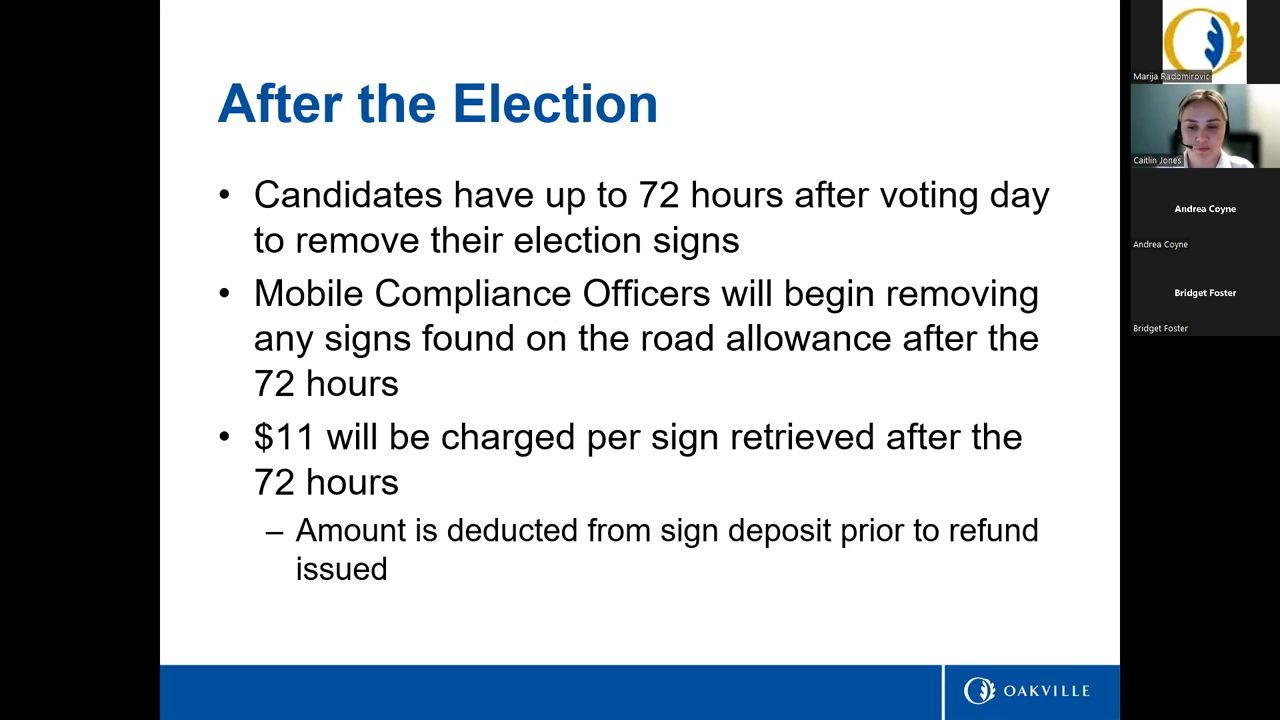 After the Election
• Candidates have up to 72 hours after voting day
to remove their election signs
• Mobile Compliance Officers will begin removing
any signs found on the road allowance after the
72 hours
• $11 will be charged per sign retrieved after the
72 hours
– Amount is deducted from sign deposit prior to refund
issued
OAKVILLE
Marija Radomirovic
Caitlin Jones
Andrea Coyne
Andrea Coyne
Bridget Foster
Bridget Foster